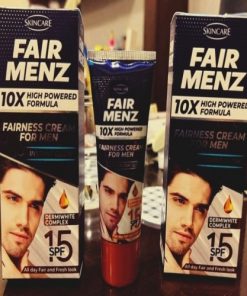 SKINCARE
FAIR
MENZ
10X HIGH POWERED
FORMULA
FAIRNESS CREAM
FOR MEN
DERMIWHITE
COMPLEX
15
SPF
All day Fair and Fresh look
FAIR
MENZ
10X HIGH POWERED
FORMULA
FAIRNESS CREAM
FOR MEN
15
SKINCARE
FAIR
MENZ
10X HIGH POWERED
FORMULA
FAIRNESS CREAM
FOR MEN
DERMIWHITE
COMPLEX
15
SPF
All day Fair and Fresh look